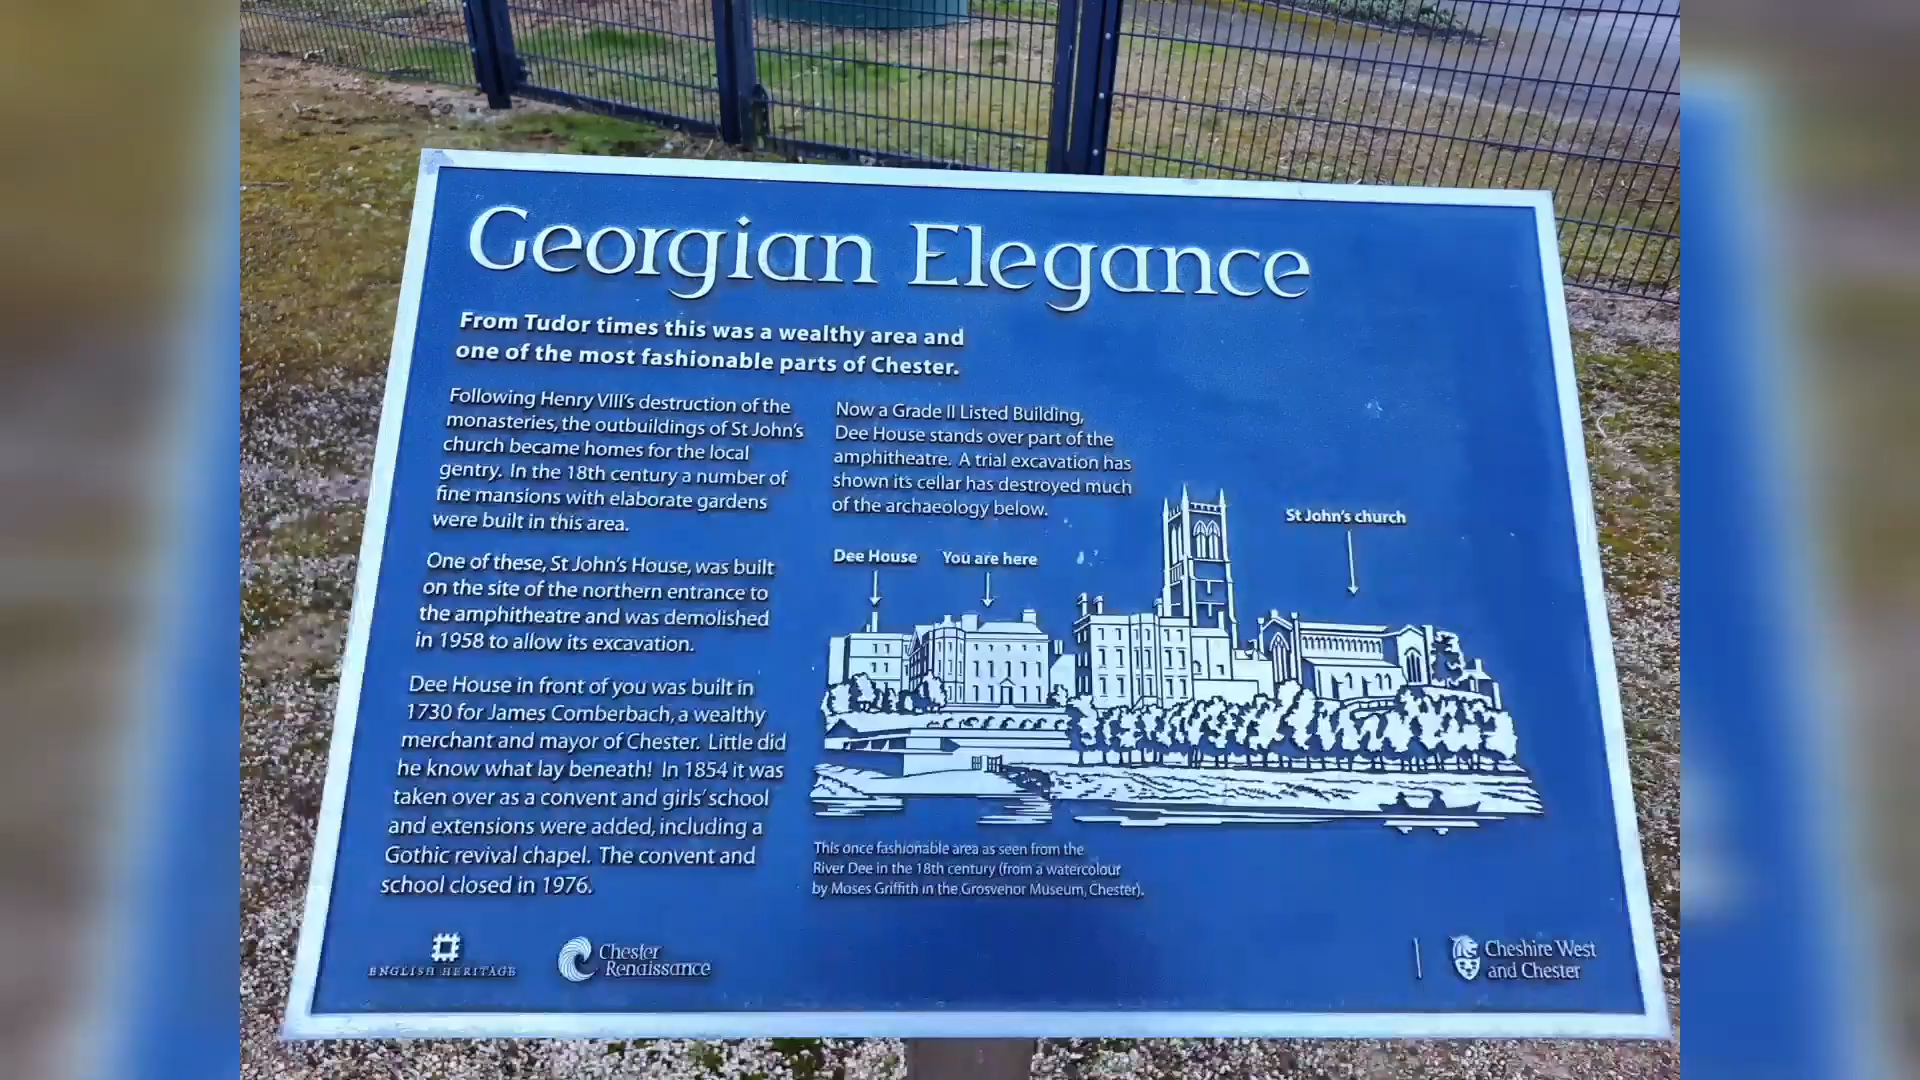 Georgian Elegance
From Tudor times this was a wealthy area and
one of the most fashionable parts of Chester.
Following Henry VIII's destruction of the
monasteries, the outbuildings of St John's
church became homes for the local
gentry. In the 18th century a number of
fine mansions with elaborate gardens
were built in this area.
One of these, St John's House, was built
on the site of the northern entrance to
the amphitheatre and was demolished
in 1958 to allow its excavation.
Dee House in front of you was built in
1730 for James Comberbach, a wealthy
merchant and mayor of Chester. Little did
he know what lay beneath! In 1854 it was
taken over as a convent and girls' school
and extensions were added, including a
Gothic revival chapel. The convent and
school closed in 1976.
Now a Grade II Listed Building,
Dee House stands over part of the
amphitheatre. A trial excavation has
shown its cellar has destroyed much
of the archaeology below.
Dee House
You are here
St John's church
This once fashionable area as seen from the
River Dee in the 18th century (from a watercolour
by Moses Griffith in the Grosvenor Museum, Chester).
ENGLISH HERITAGE
Chester
Renaissance
Cheshire West
and Chester